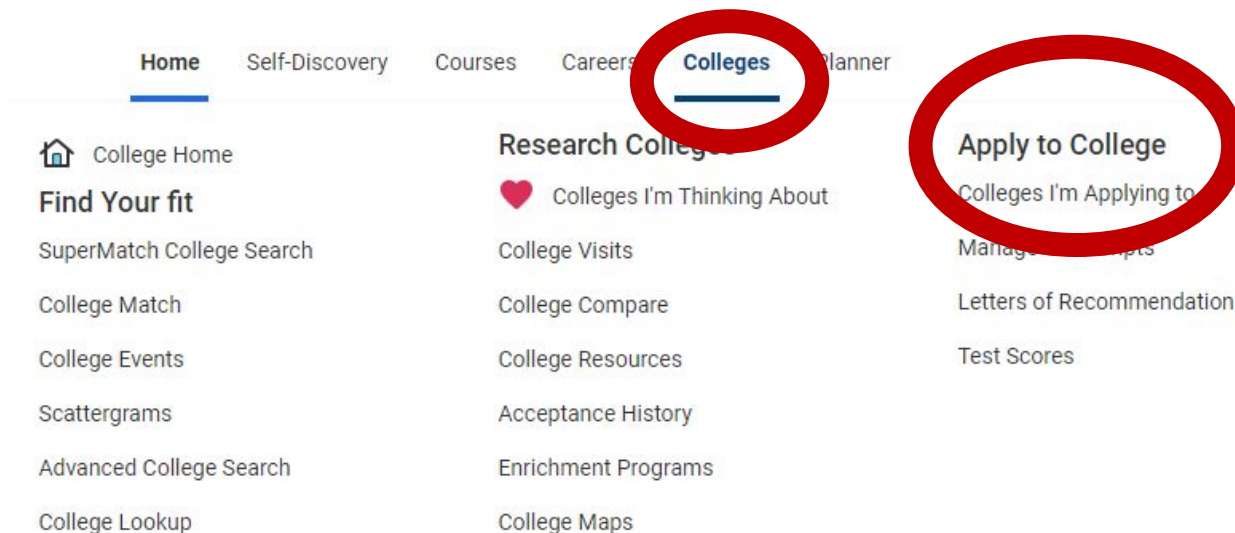 Home Self-Discovery Courses Careers Colleges Planner
College Home
Find Your fit
SuperMatch College Search
College Match
College Events
Scattergrams
Advanced College Search
College Lookup
Research Colleges
Colleges I'm Thinking About
College Visits
College Compare
College Resources
Acceptance History
Enrichment Programs
College Maps
Apply to College
Colleges I'm Applying to
Manage
Letters of Recommendation
Test Scores